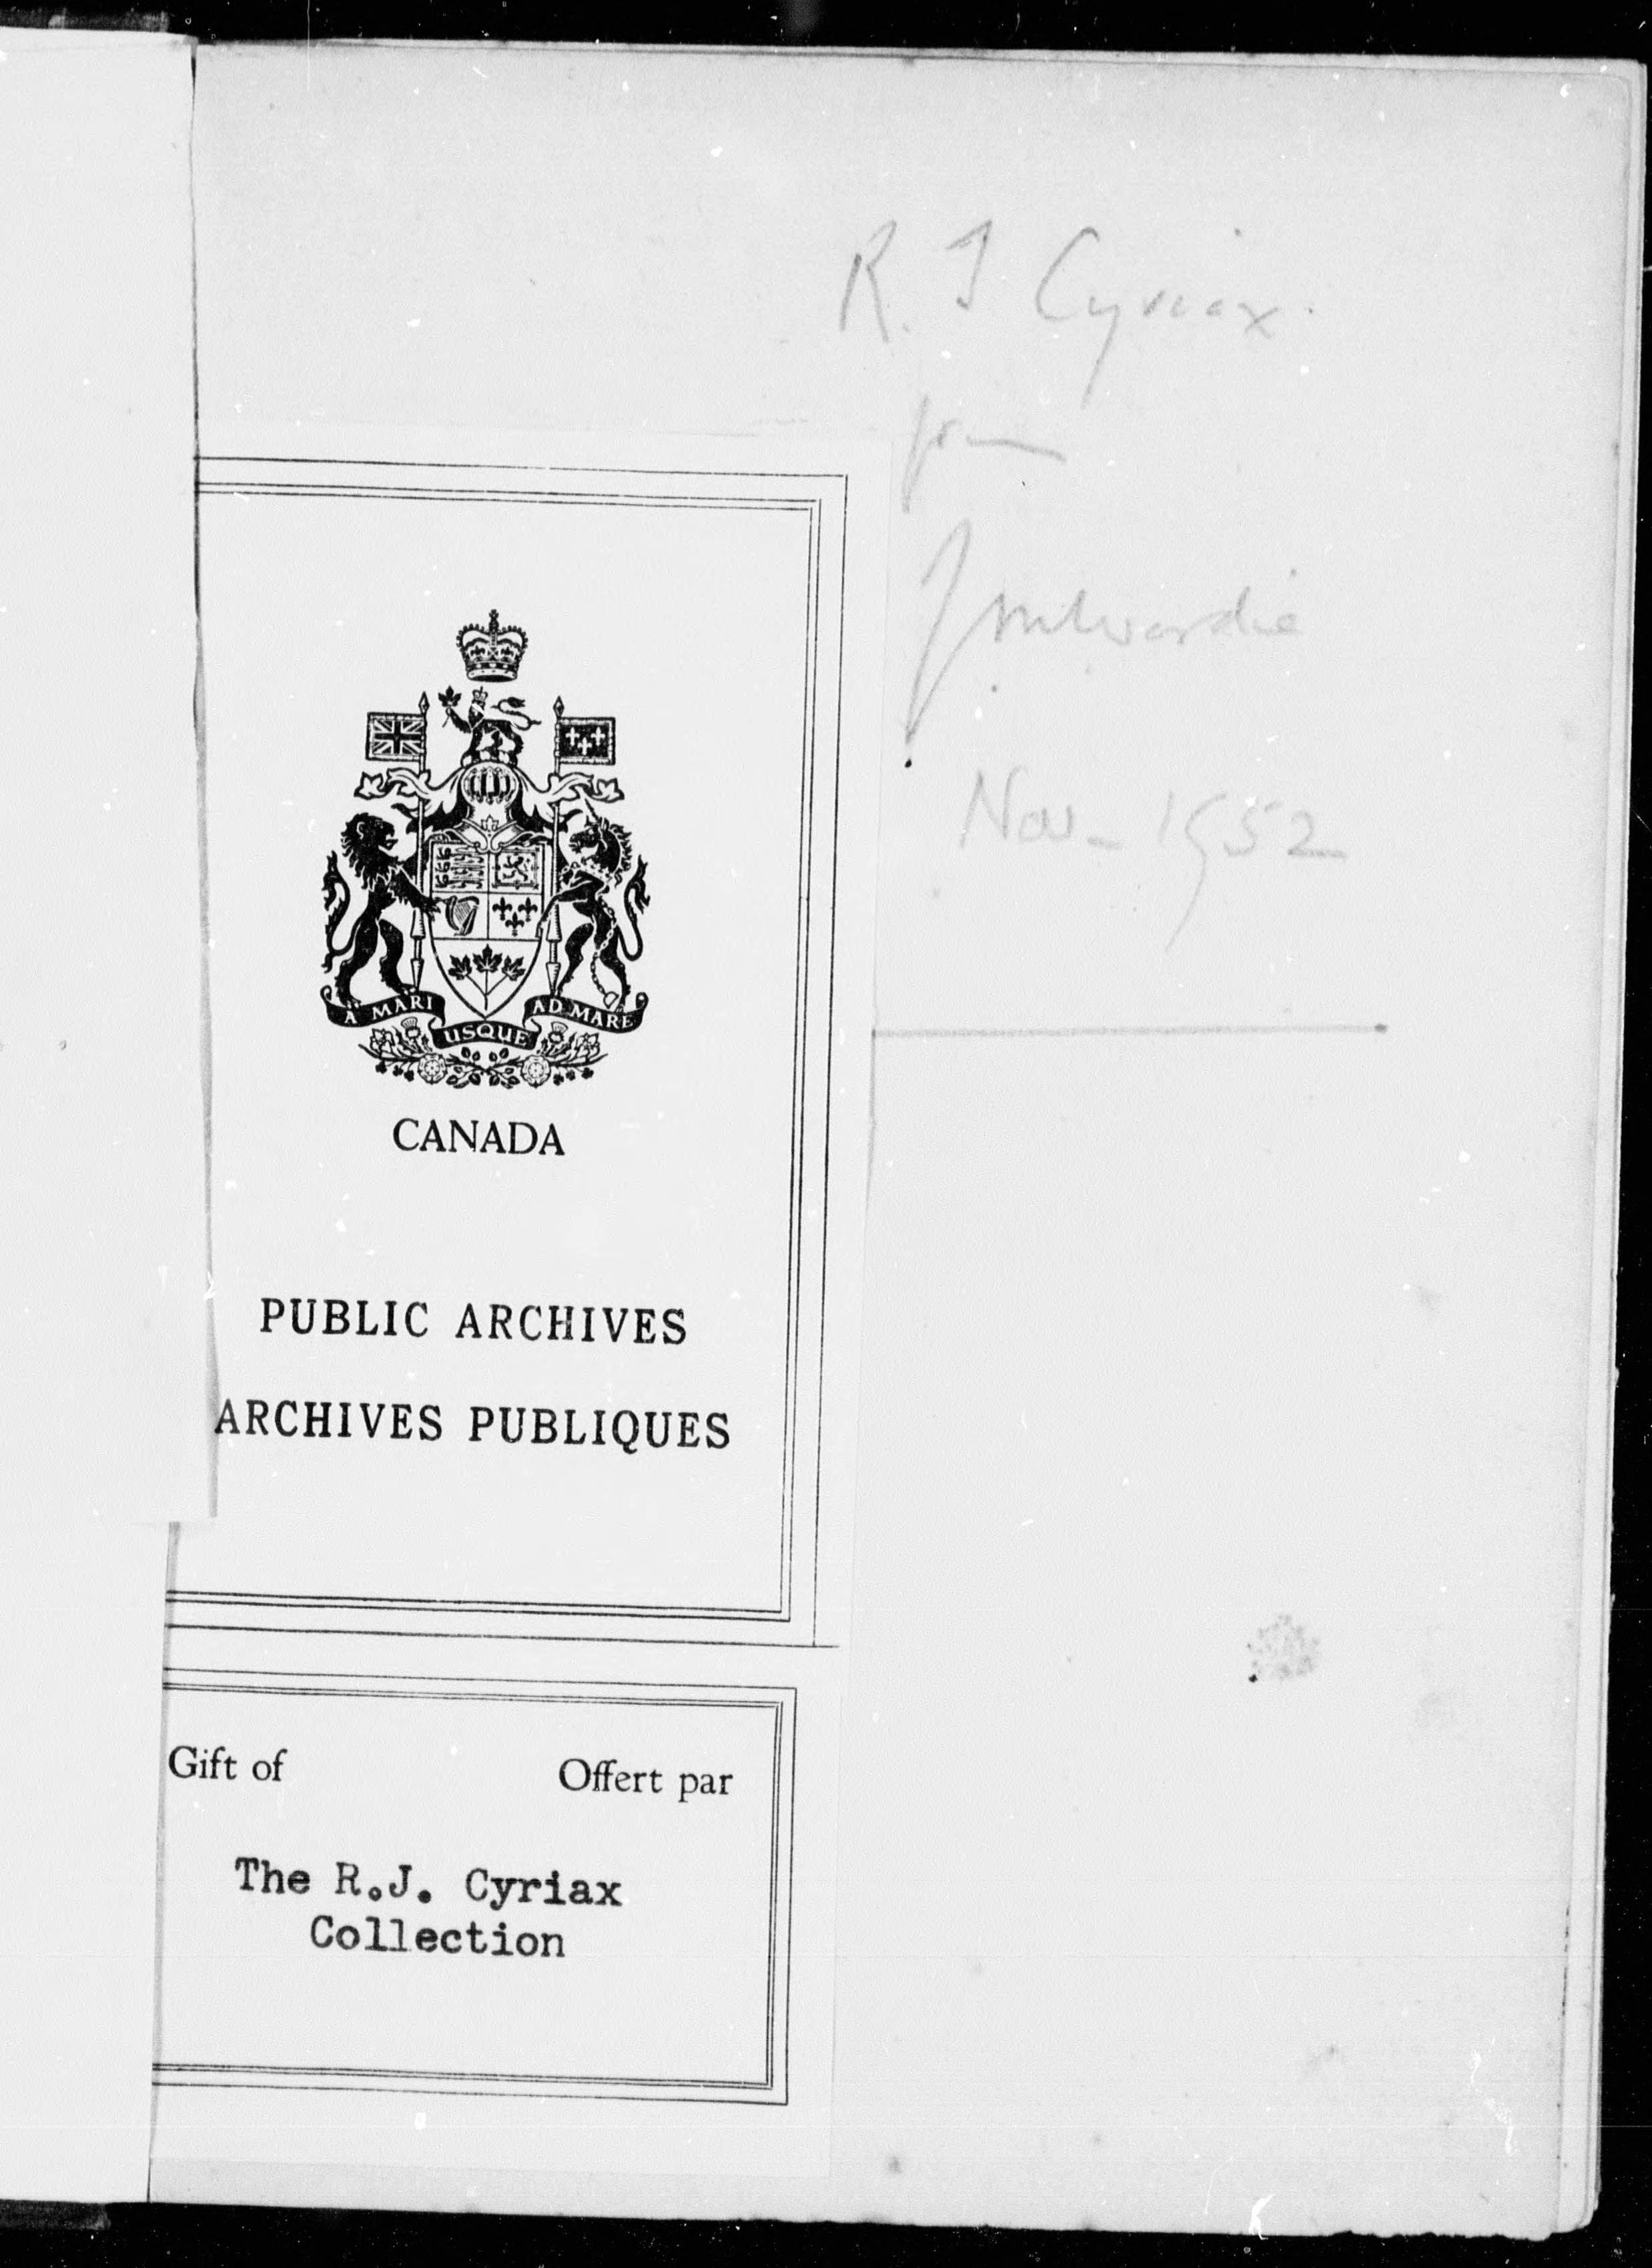 R. J Cyriax.
from
J M Wordie
Nov - 1952
A MARI USQUE AD MARE
CANADA
PUBLIC ARCHIVES
ARCHIVES PUBLIQUES
Gift of Offert par
The R.J. Cyriax
Collection